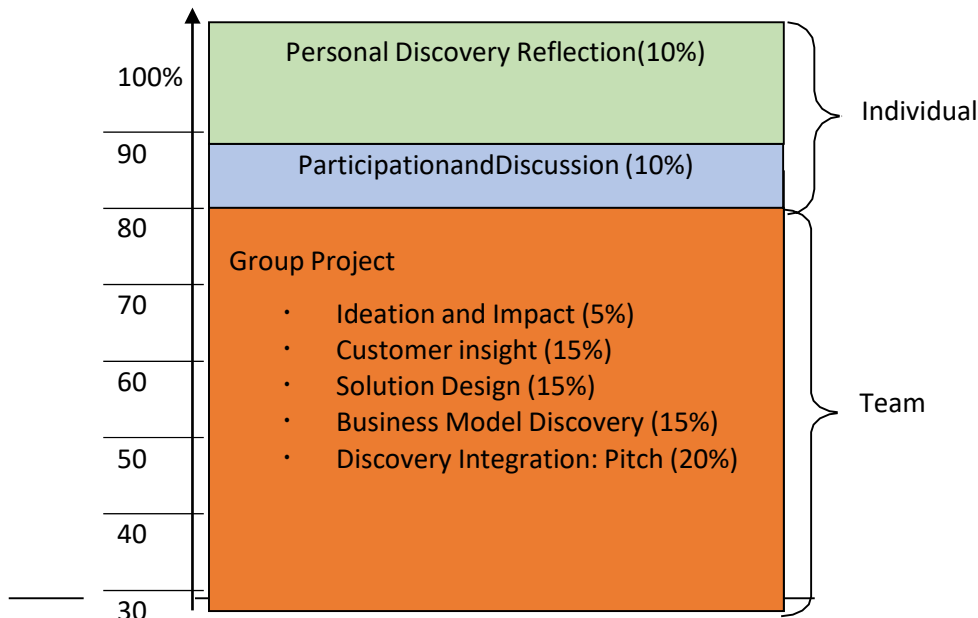 Personal Discovery Reflection(10%)
100%
Individual
90
ParticipationandDiscussion (10%)
80
Group Project
70
· Ideation and Impact (5%)
· Customer insight (15%)
60
· Solution Design (15%)
Team
· Business Model Discovery (15%)
50
· Discovery Integration: Pitch (20%)
40
30